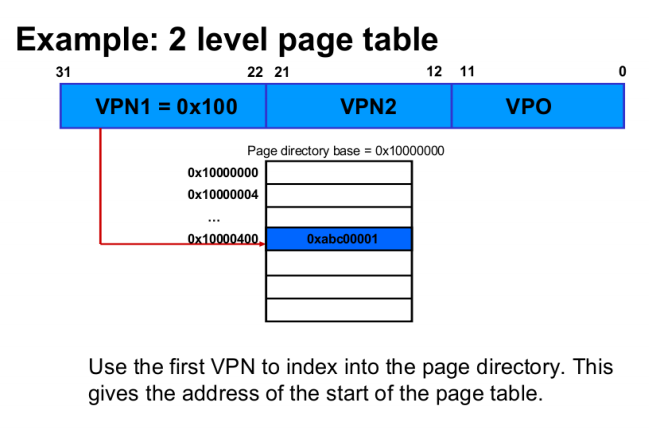 Example: 2 level page table
31 22 21 12 11 0
VPN1 = 0x100 VPN2 VPO
Page directory base = 0x10000000
0x10000000
0x10000004
...
0x10000400 0xabc00001
Use the first VPN to index into the page directory. This
gives the address of the start of the page table.